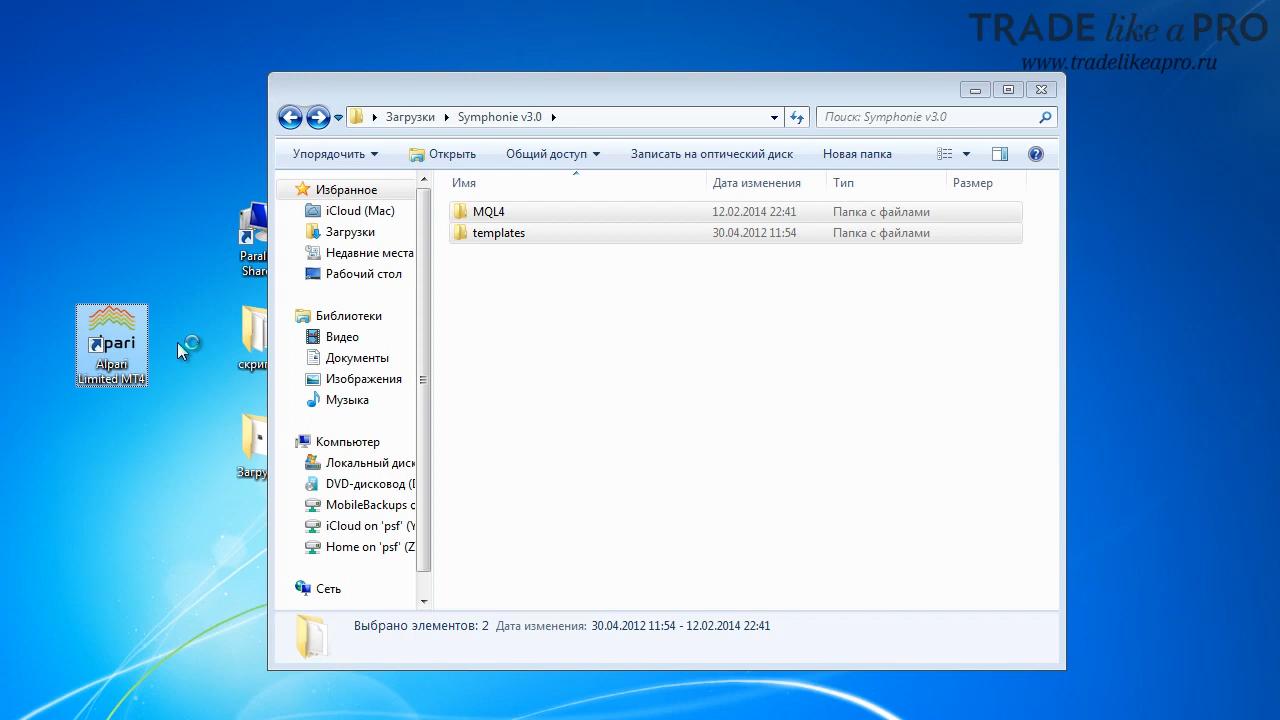 TRADE like a PRO
www.tradelikeapro.ru
Загрузки
Symphonie v3.0
Поиск: Symphonie v3.0
Упорядочить
Открыть
Общий доступ
Записать на оптический диск
Новая папка
Избранное
iCloud (Mac)
Загрузки
Недавние места
Рабочий стол
Библиотеки
Видео
Документы
Изображения
Музыка
Компьютер
Локальный диск
DVD-дисковод (D
MobileBackups o
iCloud on 'psf' (Y
Home on 'psf' (Z
Сеть
Имя
Дата изменения
Тип
Размер
MQL4
12.02.2014 22:41
Папка с файлами
templates
30.04.2012 11:54
Папка с файлами
Выбрано элементов: 2
Дата изменения: 30.04.2012 11:54 - 12.02.2014 22:41
Paral
Share
скрип
Загру
ipari
Alpari
Limited MT4